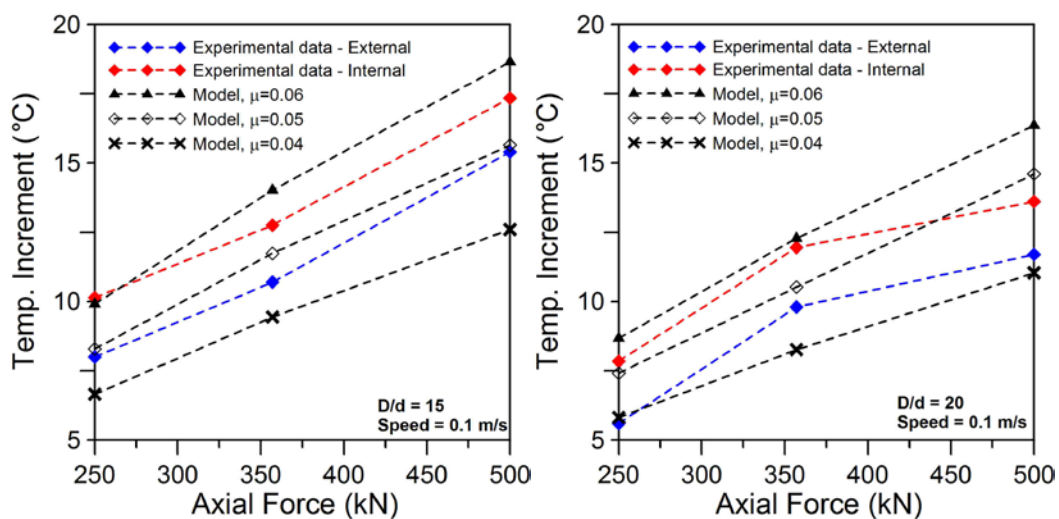 20
15
10
5
Temp. Increment (°C)
Experimental data - External
Experimental data - Internal
Model, μ=0.06
Model, μ=0.05
Model, μ=0.04
D/d = 15
Speed = 0.1 m/s
250 300 350 400 450 500
Axial Force (kN)
20
15
10
5
Temp. Increment (°C)
Experimental data - External
Experimental data - Internal
Model, μ=0.06
Model, μ=0.05
Model, μ=0.04
D/d = 20
Speed = 0.1 m/s
250 300 350 400 450 500
Axial Force (kN)